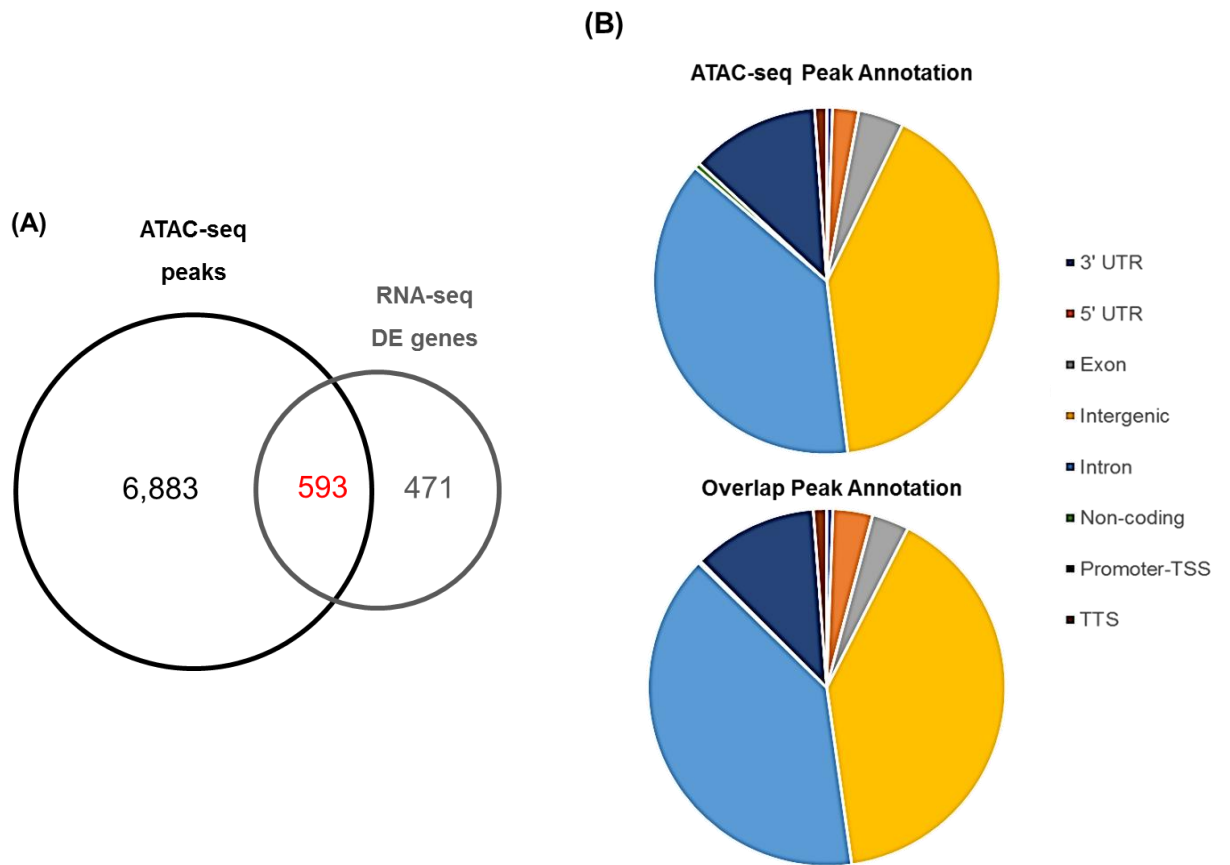 (A)
ATAC-seq
peaks
RNA-seq
DE genes
6,883
593
471
(B)
ATAC-seq Peak Annotation
Overlap Peak Annotation
3' UTR
5' UTR
Exon
Intergenic
Intron
Non-coding
Promoter-TSS
TTS